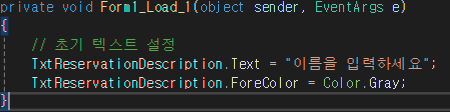 private void Form1_Load_1(object sender, EventArgs e)
{
// 초기 텍스트 설정
TxtReservationDescription.Text = "이름을 입력하세요";
TxtReservationDescription.ForeColor = Color.Gray;
}